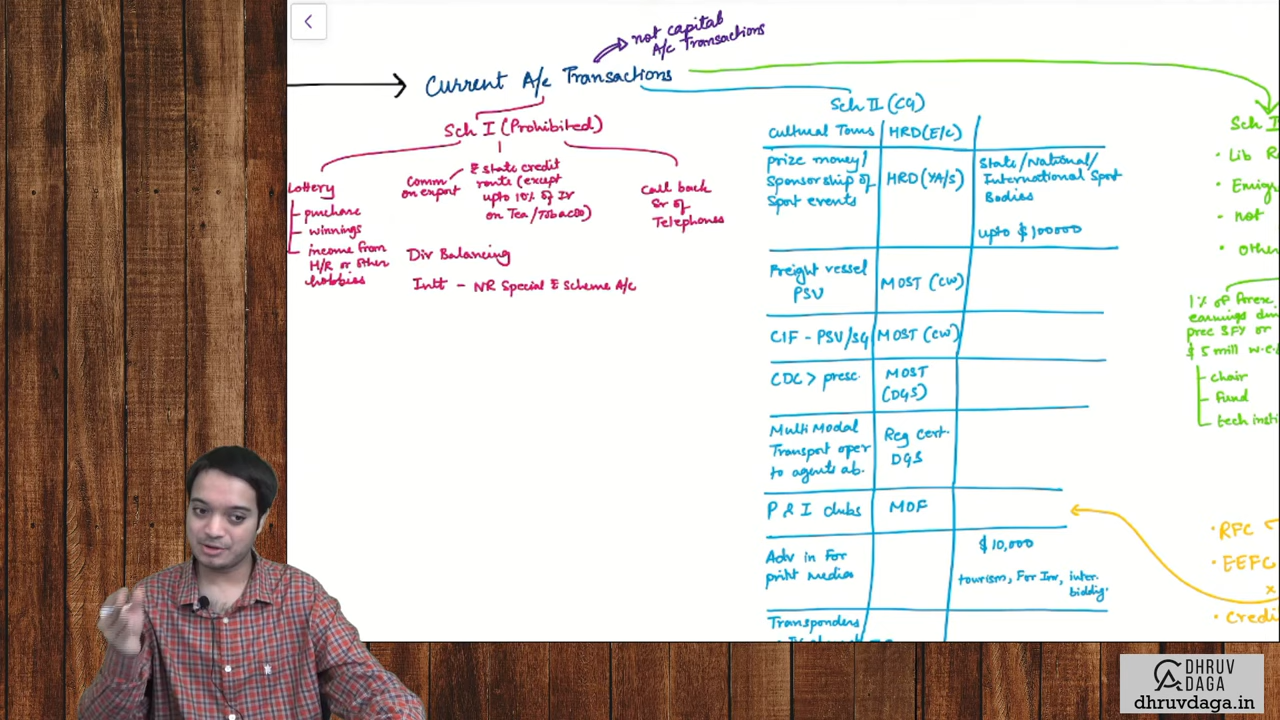 not capital
A/c Transactions
Current A/c Transactions
Sch I (Prohibited)
Lottery
purchase
winnings
income from
H/R or other
hobbies
Comm
on export
₹ state credit
route (except
upto 10% of Iv
on Tea/Tobacco)
call back
Sr of
Telephones
Div Balancing
Intt - NR Special ₹ Scheme A/c
Sch II (CG)
Cultural Tours
HRD (E/C)
prize money/
Sponsorship of
Sport events
HRD (YA/S)
State/National/
International Sport
Bodies
upto $100000
Freight vessel
PSU
MOST (CW)
CIF - PSU/SG
MOST (CW)
CDC > presc.
MOST
(DGS)
Multi Modal
Transport oper
to agents ab.
Reg Cert.
DGS
P & I clubs
MOF
Adv in For
print Media
$10,000
tourism, For Inv, inter.
bidding.
Transponders
Sch I
• Lib R
• Emig
• not
• other
1% of forex
earnings du
prec 3FY or
$ 5 mill w.e.
chair
fund
tech insti
• RFC
• EEFC
x
• Credi
DHRUV
DAGA
dhruvdaga.in